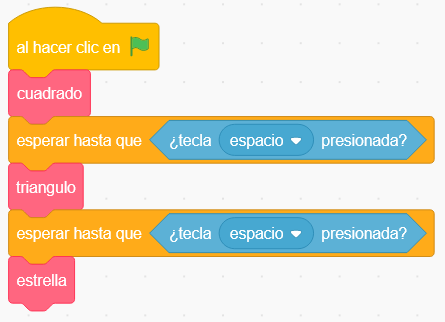 al hacer clic en
cuadrado
esperar hasta que ¿tecla espacio presionada?
triangulo
esperar hasta que ¿tecla espacio presionada?
estrella